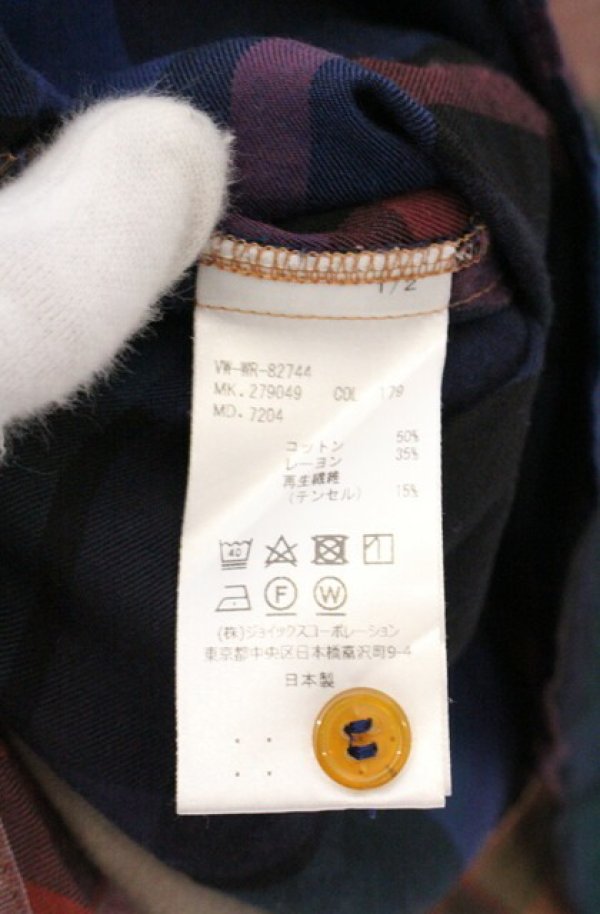 1/2
VW-WR-82744
MK. 279049 COL 179
MD. 7204
コットン 50%
レーヨン 35%
再生繊維
(テンセル) 15%
40
F W
(株)ジョイックスコーポレーション
東京都中央区日本橋富沢町9-4
日本製